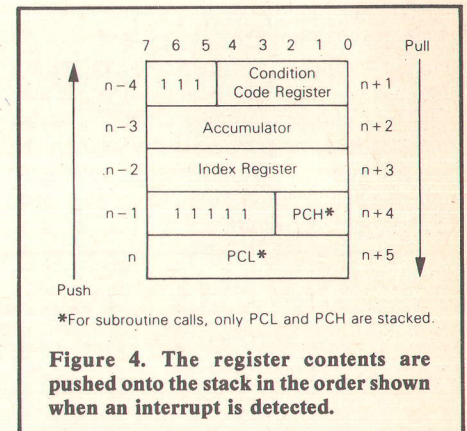 7 6 5 4 3 2 1 0 Pull
n – 4 1 1 1 Condition Code Register n + 1
n – 3 Accumulator n + 2
n – 2 Index Register n + 3
n – 1 1 1 1 1 1 PCH* n + 4
n PCL* n + 5
Push
*For subroutine calls, only PCL and PCH are stacked.
Figure 4. The register contents are
pushed onto the stack in the order shown
when an interrupt is detected.